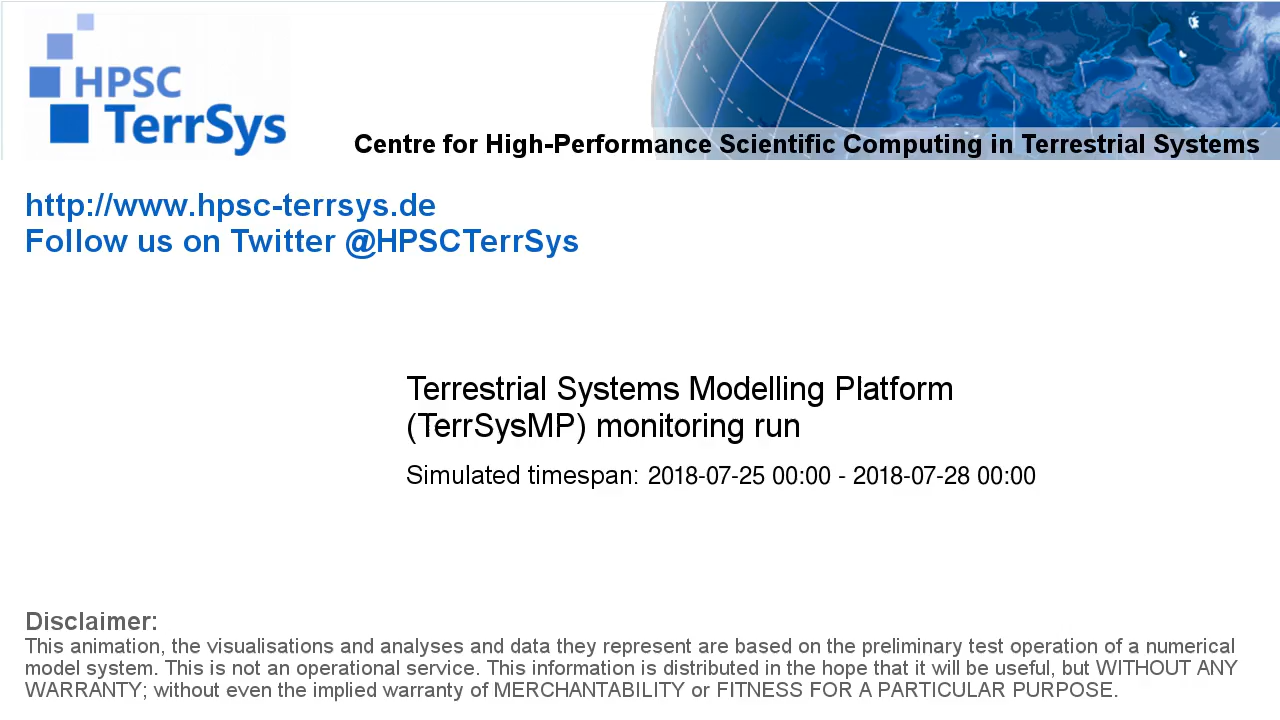 HPSC
TerrSys
Centre for High-Performance Scientific Computing in Terrestrial Systems
http://www.hpsc-terrsys.de
Follow us on Twitter @HPSCTerrSys
Terrestrial Systems Modelling Platform
(TerrSysMP) monitoring run
Simulated timespan: 2018-07-25 00:00 - 2018-07-28 00:00
Disclaimer:
This animation, the visualisations and analyses and data they represent are based on the preliminary test operation of a numerical
model system. This is not an operational service. This information is distributed in the hope that it will be useful, but WITHOUT ANY
WARRANTY; without even the implied warranty of MERCHANTABILITY or FITNESS FOR A PARTICULAR PURPOSE.